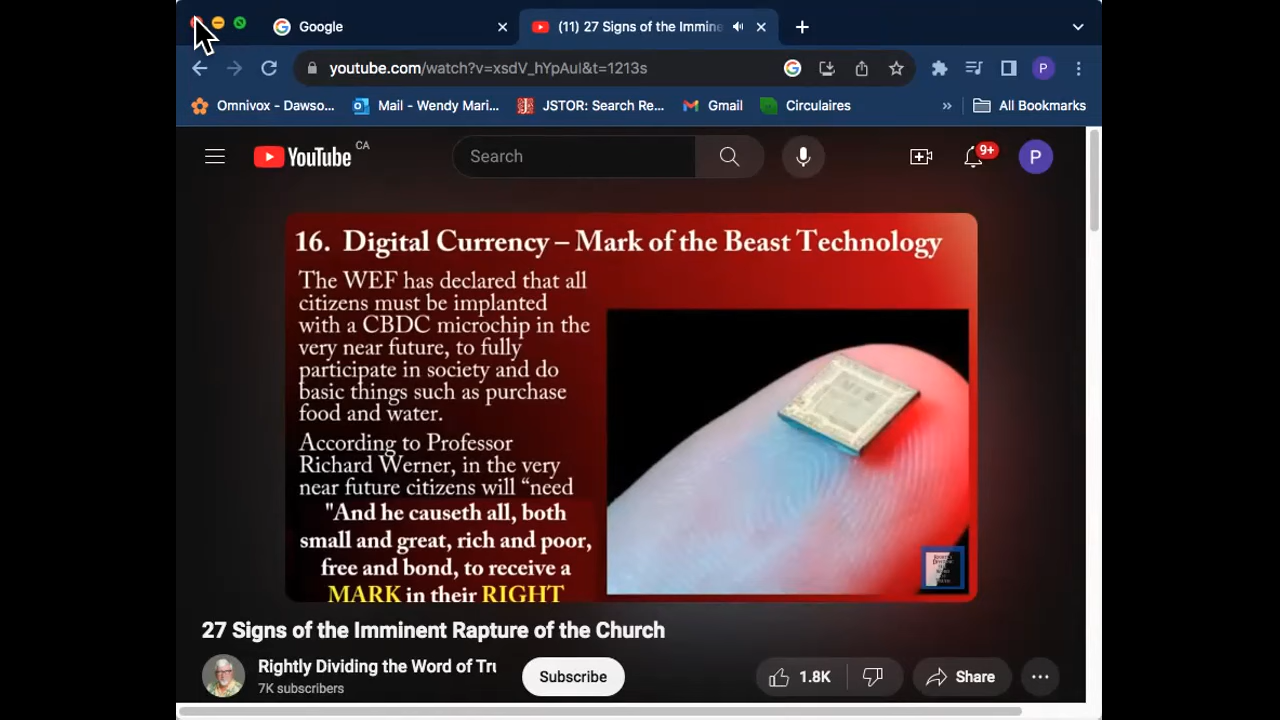 Google
(11) 27 Signs of the Immine
youtube.com/watch?v=xsdV_hYpAuI&t=1213s
P
Omnivox - Dawso...
Mail - Wendy Mari...
JSTOR: Search Re...
Gmail
Circulaires
»
All Bookmarks
YouTube CA
Search
9+
P
16. Digital Currency – Mark of the Beast Technology
The WEF has declared that all
citizens must be implanted
with a CBDC microchip in the
very near future, to fully
participate in society and do
basic things such as purchase
food and water.
According to Professor
Richard Werner, in the very
near future citizens will “need
"And he causeth all, both
small and great, rich and poor,
free and bond, to receive a
MARK in their RIGHT
27 Signs of the Imminent Rapture of the Church
Rightly Dividing the Word of Tru
7K subscribers
Subscribe
1.8K
Share